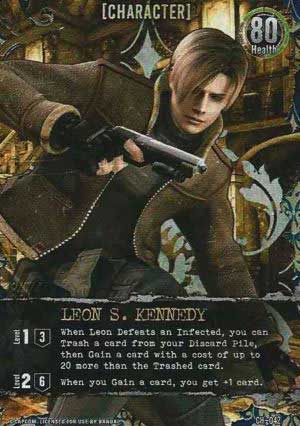 [CHARACTER]
80
Health
LEON S. KENNEDY
Level 1 3
When Leon Defeats an Infected, you can
Trash a card from your Discard Pile,
then Gain a card with a cost of up to
20 more than the Trashed card.
Level 2 6
When you Gain a card, you get +1 card.
©CAPCOM. LICENSED FOR USE BY BANDAI
CH-042